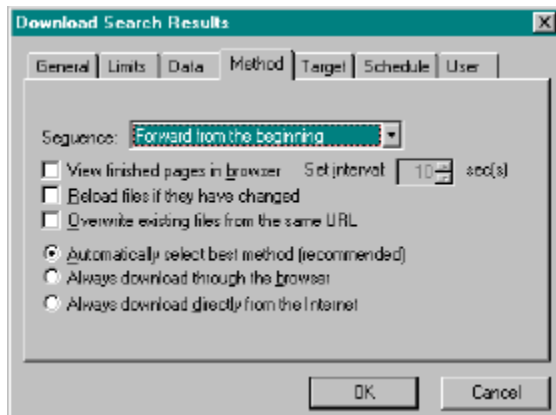 Download Search Results
General Limits Data Method Target Schedule User
Sequence: Forward from the beginning
View finished pages in browser Set interval: 10 sec(s)
Reload files if they have changed
Overwrite existing files from the same URL
Automatically select best method (recommended)
Always download through the browser
Always download directly from the Internet
OK Cancel